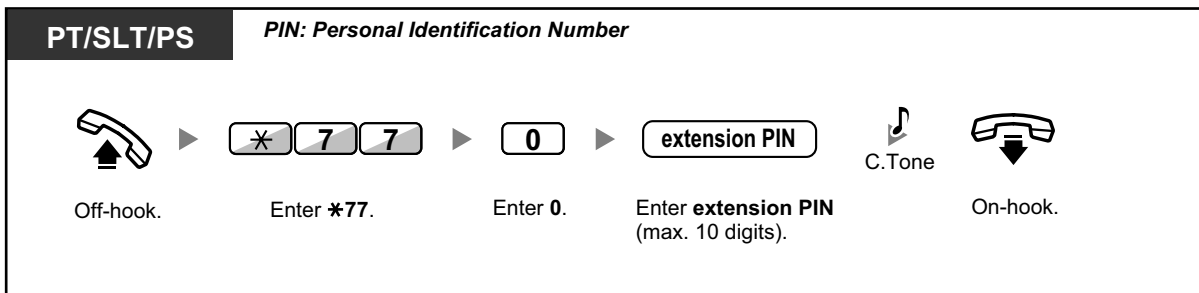 PT/SLT/PS
PIN: Personal Identification Number
✱ 7 7 0 extension PIN
C.Tone
Off-hook. Enter ✱77. Enter 0. Enter extension PIN On-hook.
(max. 10 digits).